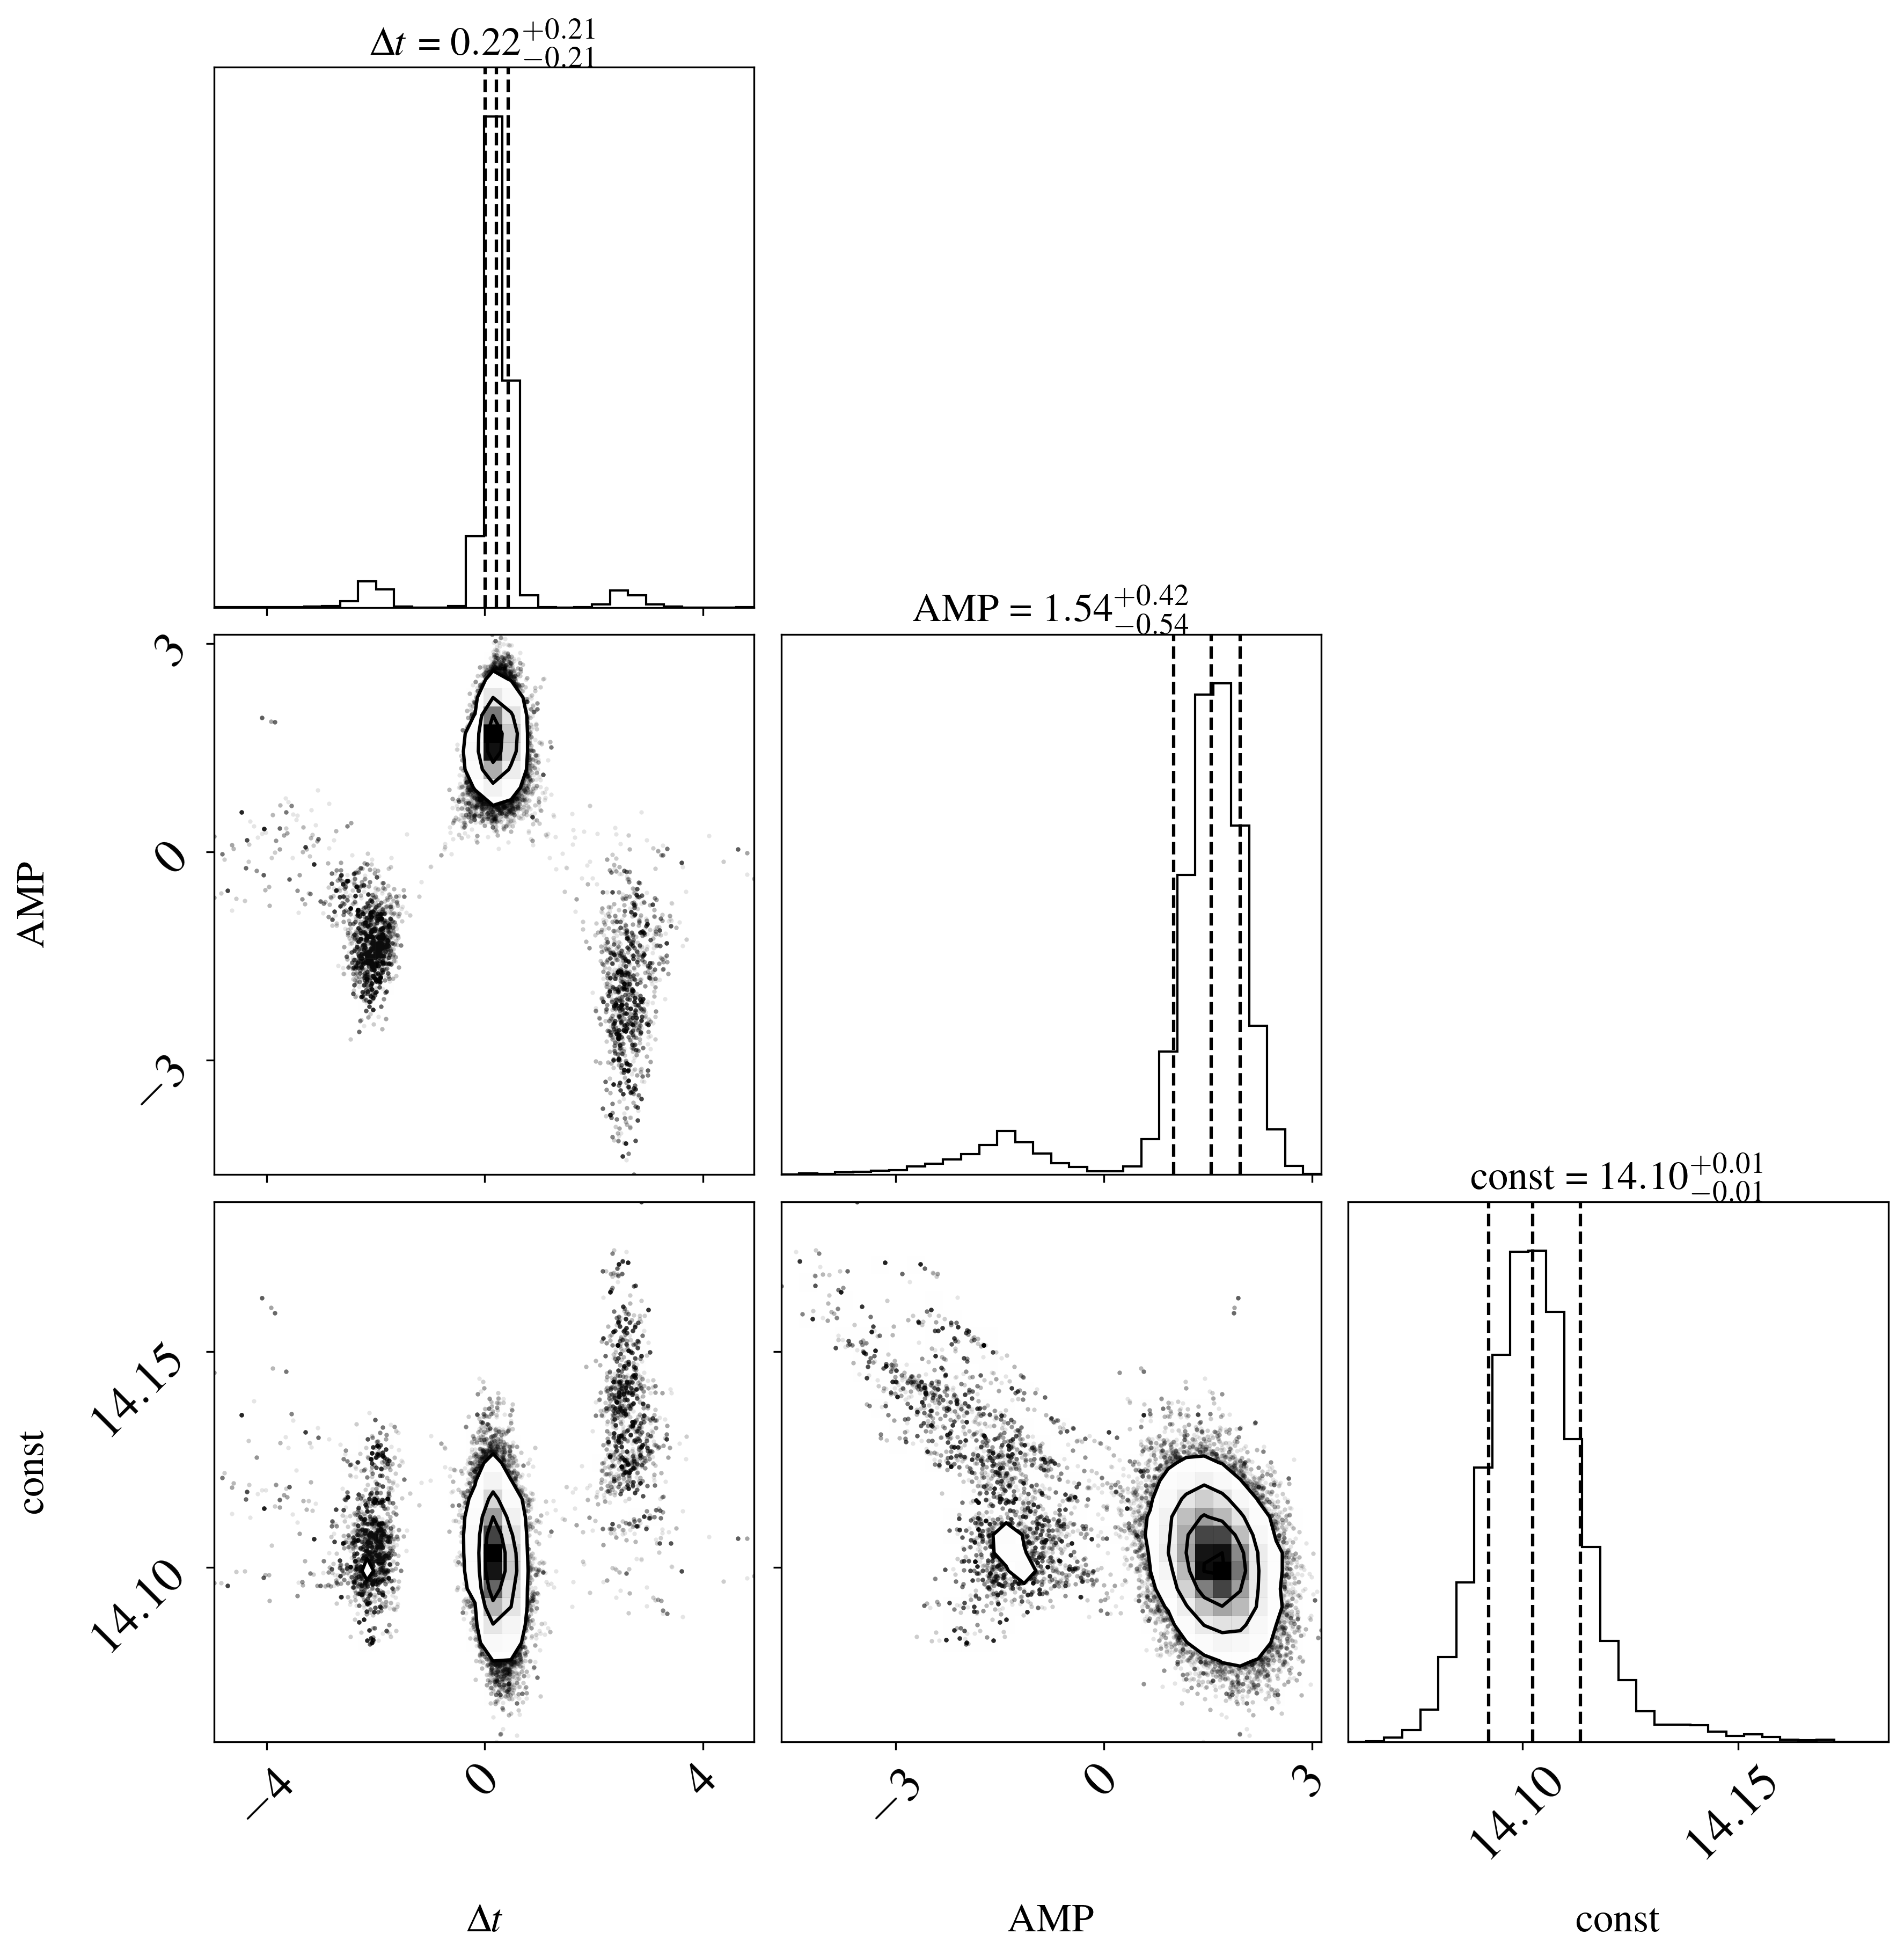 Δt = 0.22 +0.21 −0.21
3
0
−3
AMP
AMP = 1.54 +0.42 −0.54
14.15
14.10
const
const = 14.10 +0.01 −0.01
−4 0 4
−3 0 3
14.10 14.15
Δt
AMP
const